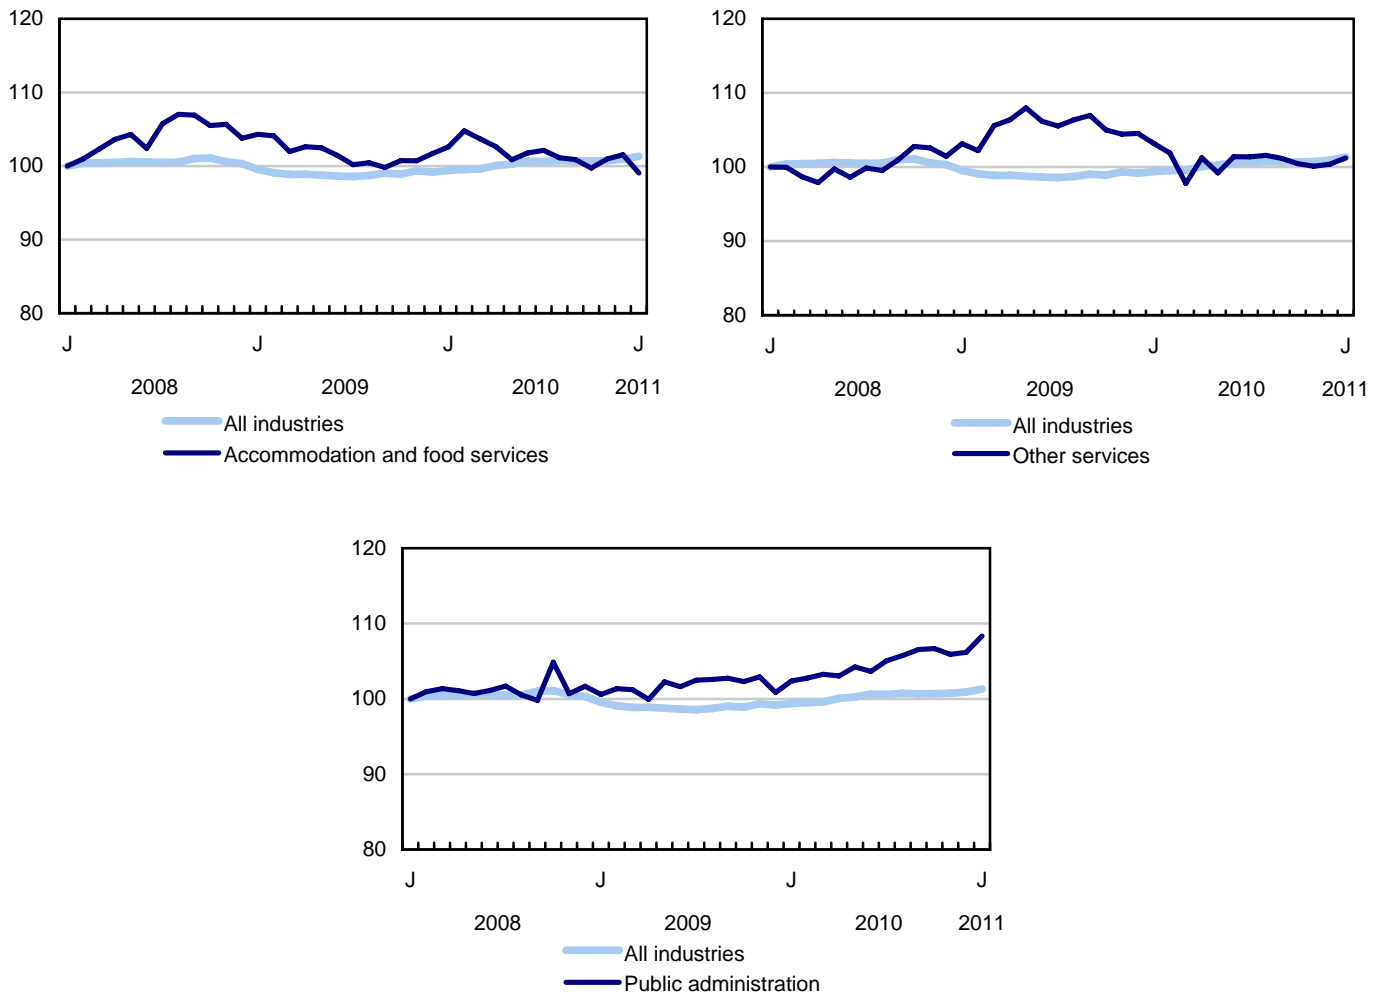 120
110
100
90
80
J J J J
2008 2009 2010 2011
All industries
Accommodation and food services
120
110
100
90
80
J J J J
2008 2009 2010 2011
All industries
Other services
120
110
100
90
80
J J J J
2008 2009 2010 2011
All industries
Public administration